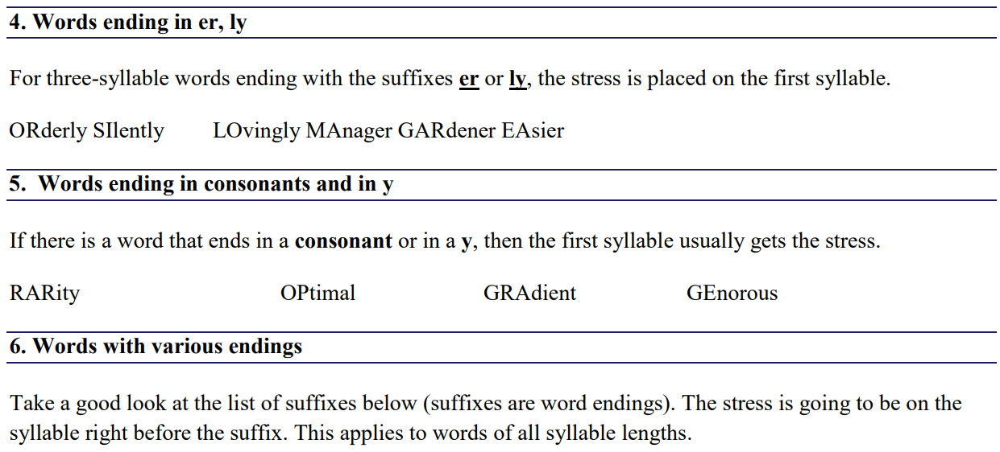 4. Words ending in er, ly
For three-syllable words ending with the suffixes er or ly, the stress is placed on the first syllable.
ORderly SIlently LOvingly MAnager GARdener EAsier
5. Words ending in consonants and in y
If there is a word that ends in a consonant or in a y, then the first syllable usually gets the stress.
RARity OPtimal GRAdient GEnorous
6. Words with various endings
Take a good look at the list of suffixes below (suffixes are word endings). The stress is going to be on the
syllable right before the suffix. This applies to words of all syllable lengths.